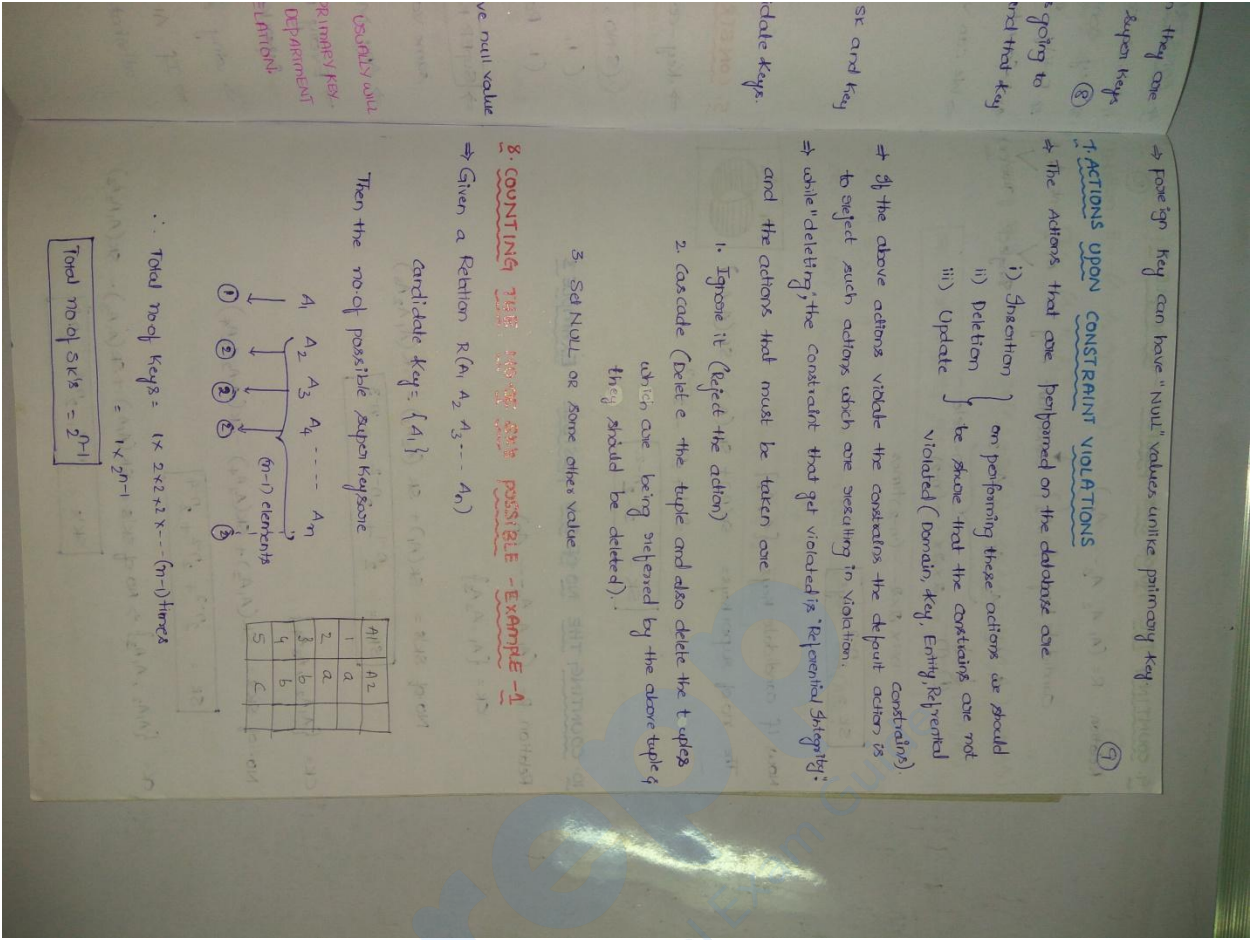 n they are
super keys
⑧
s going to
nd that key
SK and key
idate keys.
ve null value
USUALLY WILL
PRIMARY KEY.
DEPARTMENT
ELATION.
⑨
⇒ Foreign key can have "NULL" values unlike primary key
7. ACTIONS UPON CONSTRAINT VIOLATIONS
⇒ The Actions that are performed on the database are
i) Insertion
ii) Deletion
iii) Update
on performing these actions we should
be shure that the constrains are not
violated (Domain, key, Entity, Refrential
constrains).
⇒ If the above actions violate the constrains the default action is
to reject such actions which are resulting in violation.
⇒ while "deleting", the constraint that get violated is "Referential Integrity".
and the actions that must be taken are
1. Ignore it (Reject the action)
2. Cascade (Delete the tuple and also delete the tuples
which are being referred by the above tuple &
they should be deleted).
3. Set NULL OR some other value
8. COUNTING THE POSSIBLE - EXAMPLE - 1
⇒ Given a Relation R(A1 A2 A3 --- An)
candidate key = {A1}
Then the no.of possible super keys are
A1 A2 A3 A4 ---- An
(n-1) elements
① ② ② ② ②
A1 A2
1 a
2 a
3 b
4 b
5 c
∴ Total no.of keys = 1 x 2x2x2x---(n-1)times
= 1 x 2^n-1
Total no.of SK's = 2^n-1